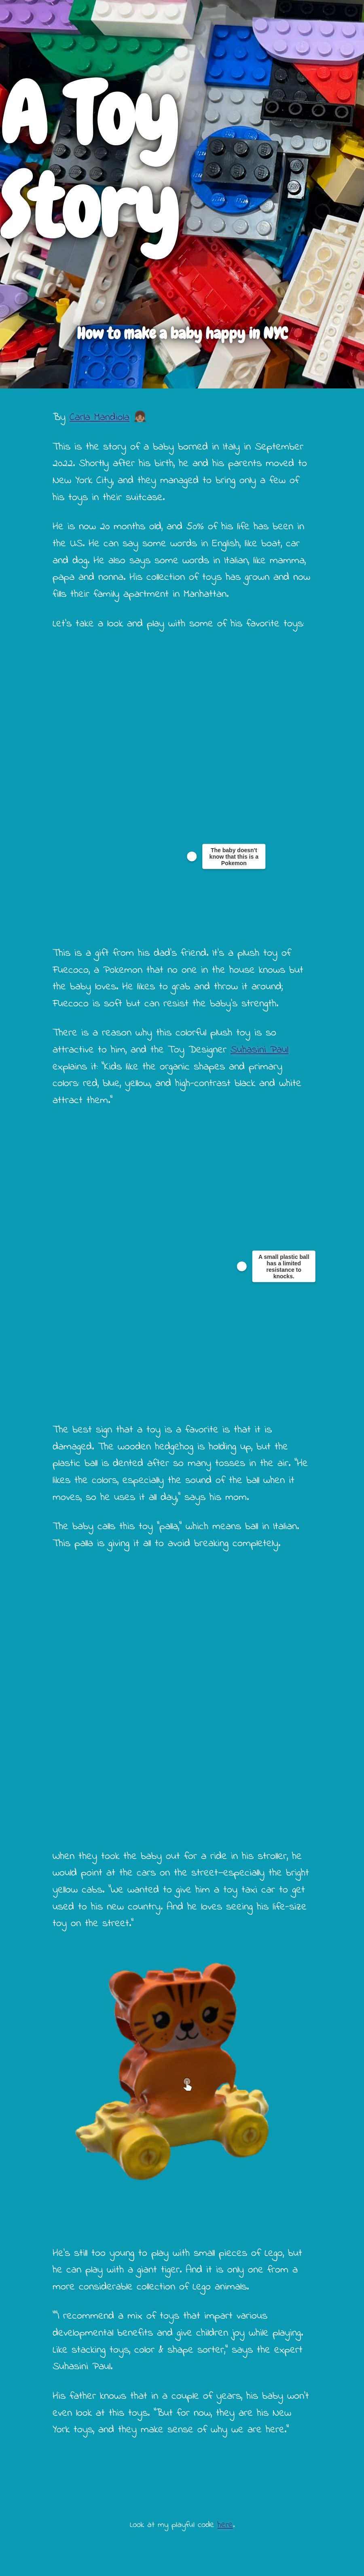 A Toy
Story
How to make a baby happy in NYC
By Carla Mandiola 👧🏽
This is the story of a baby borned in Italy in September
2022. Shortly after his birth, he and his parents moved to
New York City, and they managed to bring only a few of
his toys in their suitcase.
He is now 20 months old, and 50% of his life has been in
the U.S. He can say some words in English, like boat, car
and dog. He also says some words in Italian, like mamma,
papa and nonna. His collection of toys has grown and now
fills their family apartment in Manhattan.
Let's take a look and play with some of his favorite toys:
The baby doesn't
know that this is a
Pokemon
This is a gift from his dad's friend. It's a plush toy of
Fuecoco, a Pokemon that no one in the house knows but
the baby loves. He likes to grab and throw it around;
Fuecoco is soft but can resist the baby's strength.
There is a reason why this colorful plush toy is so
attractive to him, and the Toy Designer Suhasini Paul
explains it "Kids like the organic shapes and primary
colors: red, blue, yellow, and high-contrast black and white
attract them."
A small plastic ball
has a limited
resistance to
knocks.
The best sign that a toy is a favorite is that it is
damaged. The wooden hedgehog is holding up, but the
plastic ball is dented after so many tosses in the air. "He
likes the colors, especially the sound of the ball when it
moves, so he uses it all day," says his mom.
The baby calls this toy "palla," which means ball in Italian.
This palla is giving it all to avoid breaking completely.
When they took the baby out for a ride in his stroller, he
would point at the cars on the street—especially the bright
yellow cabs. "We wanted to give him a toy taxi car to get
used to his new country. And he loves seeing his life-size
toy on the street."
He's still too young to play with small pieces of Lego, but
he can play with a giant tiger. And it is only one from a
more considerable collection of Lego animals.
"I recommend a mix of toys that impart various
developmental benefits and give children joy while playing.
Like stacking toys, color & shape sorter," says the expert
Suhasini Paul.
His father knows that in a couple of years, his baby won't
even look at this toys. "But for now, they are his New
York toys, and they make sense of why we are here."
Look at my playful code here.